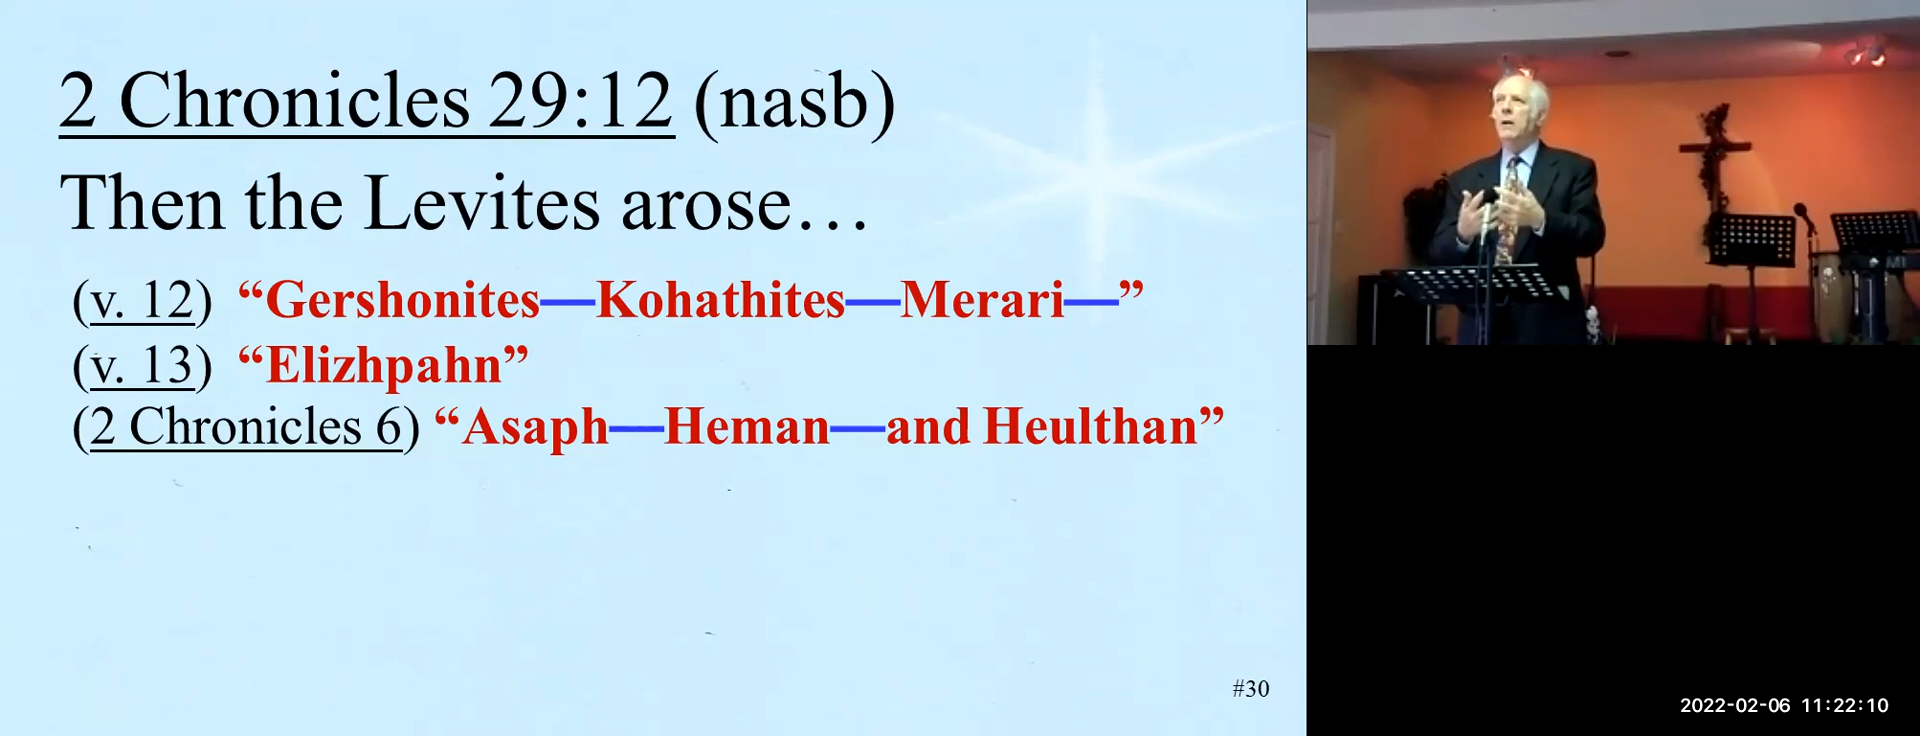 2 Chronicles 29:12 (nasb)
Then the Levites arose…
(v. 12) “Gershonites—Kohathites—Merari—”
(v. 13) “Elizhpahn”
(2 Chronicles 6) “Asaph—Heman—and Heulthan”
#30
2022-02-06 11:22:10